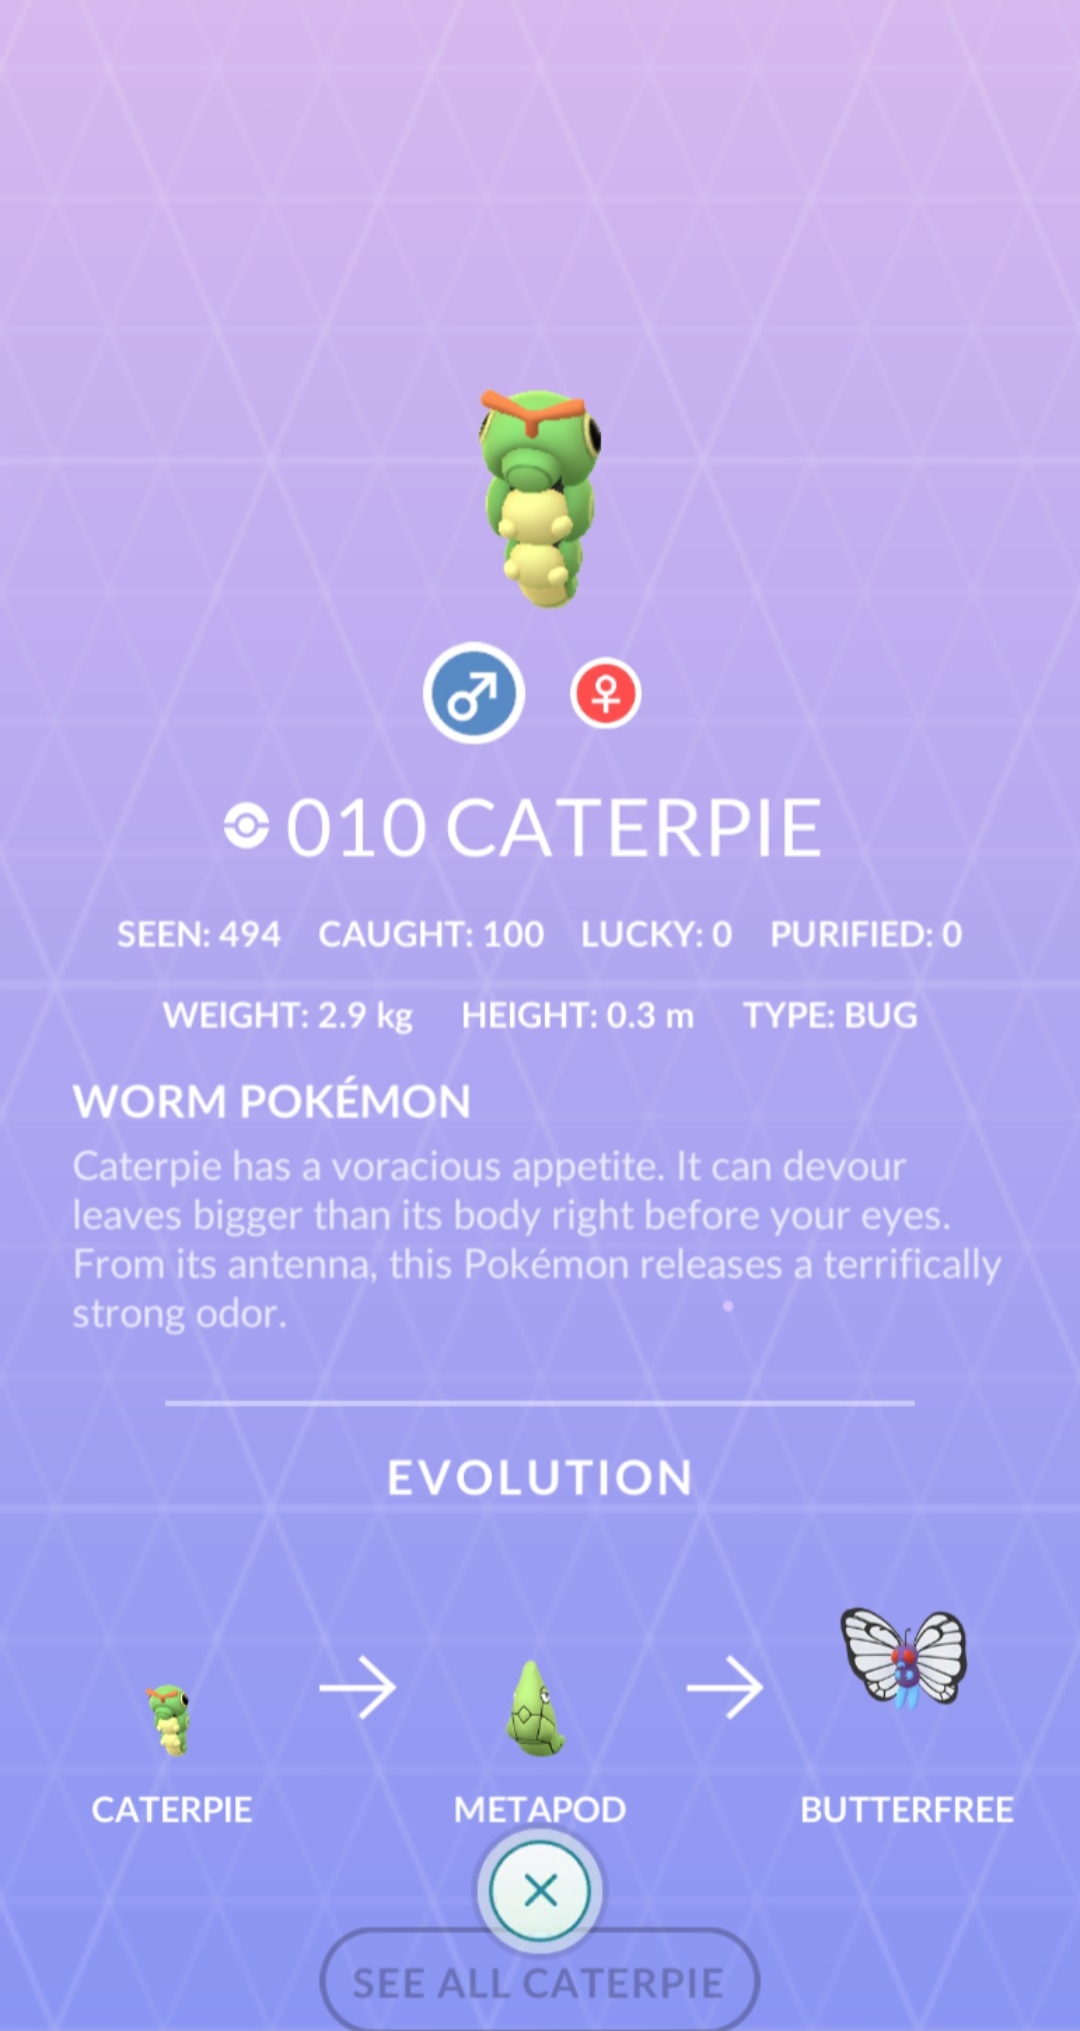 010 CATERPIE
SEEN: 494 CAUGHT: 100 LUCKY: 0 PURIFIED: 0
WEIGHT: 2.9 kg HEIGHT: 0.3 m TYPE: BUG
WORM POKÉMON
Caterpie has a voracious appetite. It can devour
leaves bigger than its body right before your eyes.
From its antenna, this Pokémon releases a terrifically
strong odor.
EVOLUTION
CATERPIE METAPOD BUTTERFREE
SEE ALL CATERPIE